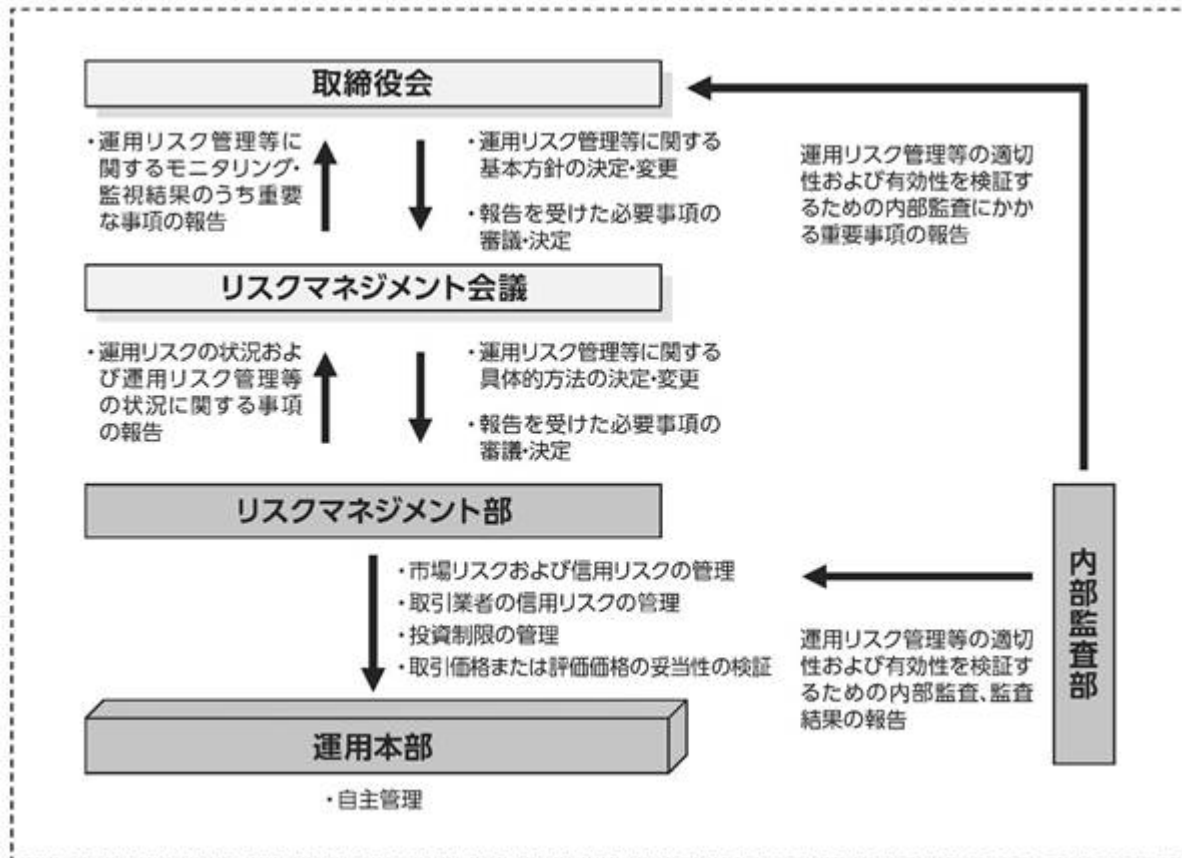 取締役会
・運用リスク管理等に
関するモニタリング・
監視結果のうち重要
な事項の報告
・運用リスク管理等に関する
基本方針の決定・変更
・報告を受けた必要事項の
審議・決定
運用リスク管理等の適切
性および有効性を検証す
るための内部監査にかか
る重要事項の報告
リスクマネジメント会議
・運用リスクの状況およ
び運用リスク管理等
の状況に関する事項
の報告
・運用リスク管理等に関する
具体的方法の決定・変更
・報告を受けた必要事項の
審議・決定
リスクマネジメント部
・市場リスクおよび信用リスクの管理
・取引業者の信用リスクの管理
・投資制限の管理
・取引価格または評価価格の妥当性の検証
運用リスク管理等の適切
性および有効性を検証す
るための内部監査、監査
結果の報告
内部監査部
運用本部
・自主管理